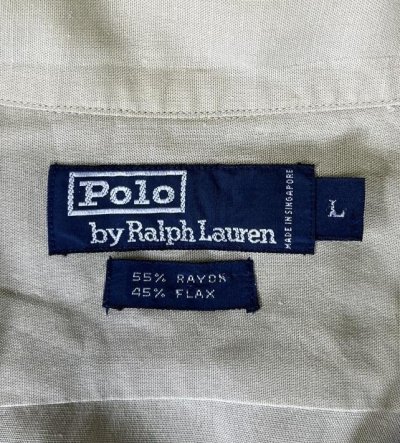 Polo
by Ralph Lauren
MADE IN SINGAPORE
L
55% RAYON
45% FLAX